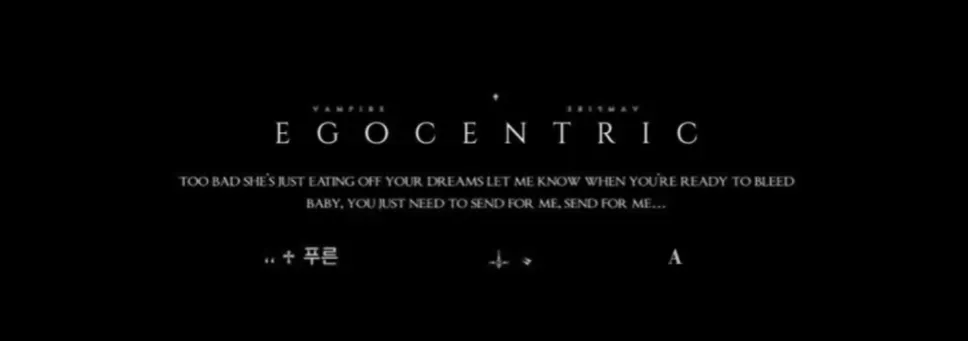 VAMPIRE VAMPIRE
EGOCENTRIC
TOO BAD SHE'S JUST EATING OFF YOUR DREAMS LET ME KNOW WHEN YOU'RE READY TO BLEED
BABY, YOU JUST NEED TO SEND FOR ME, SEND FOR ME...
‚‚ ♱ 푸른 A